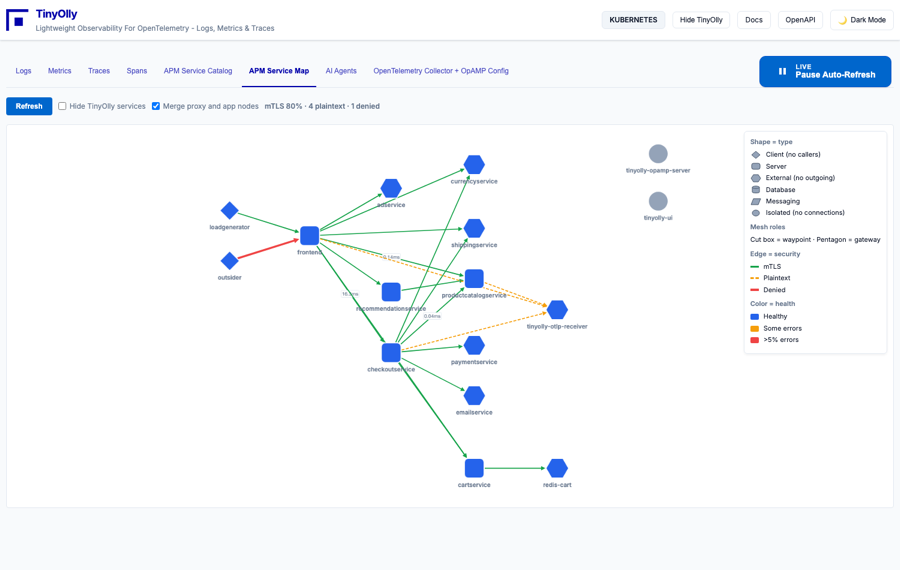 TinyOlly
Lightweight Observability For OpenTelemetry - Logs, Metrics & Traces
KUBERNETES
Hide TinyOlly
Docs
OpenAPI
🌙 Dark Mode
Logs
Metrics
Traces
Spans
APM Service Catalog
APM Service Map
AI Agents
OpenTelemetry Collector + OpAMP Config
LIVE
Pause Auto-Refresh
Refresh
Hide TinyOlly services
Merge proxy and app nodes
mTLS 80% · 4 plaintext · 1 denied
Shape = type
Client (no callers)
Server
External (no outgoing)
Database
Messaging
Isolated (no connections)
Mesh roles
Cut box = waypoint · Pentagon = gateway
Edge = security
mTLS
Plaintext
Denied
Color = health
Healthy
Some errors
>5% errors
tinyolly-opamp-server
tinyolly-ui
currencyservice
adservice
loadgenerator
shippingservice
frontend
outsider
productcatalogservice
recommendationservice
0.04ms
tinyolly-otlp-receiver
checkoutservice
paymentservice
emailservice
cartservice
redis-cart